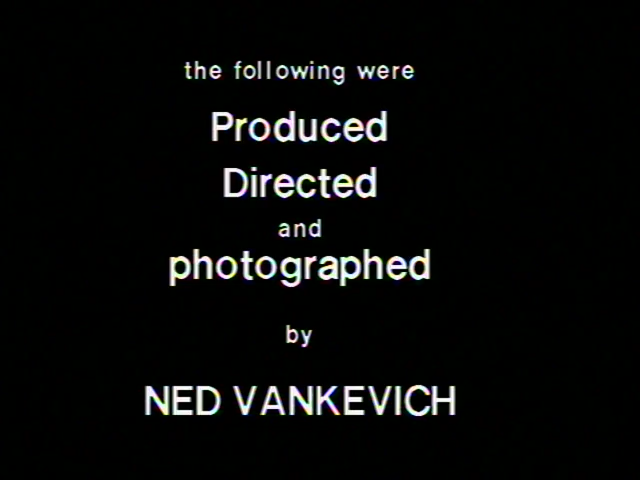 the following were
Produced
Directed
and
photographed
by
NED VANKEVICH